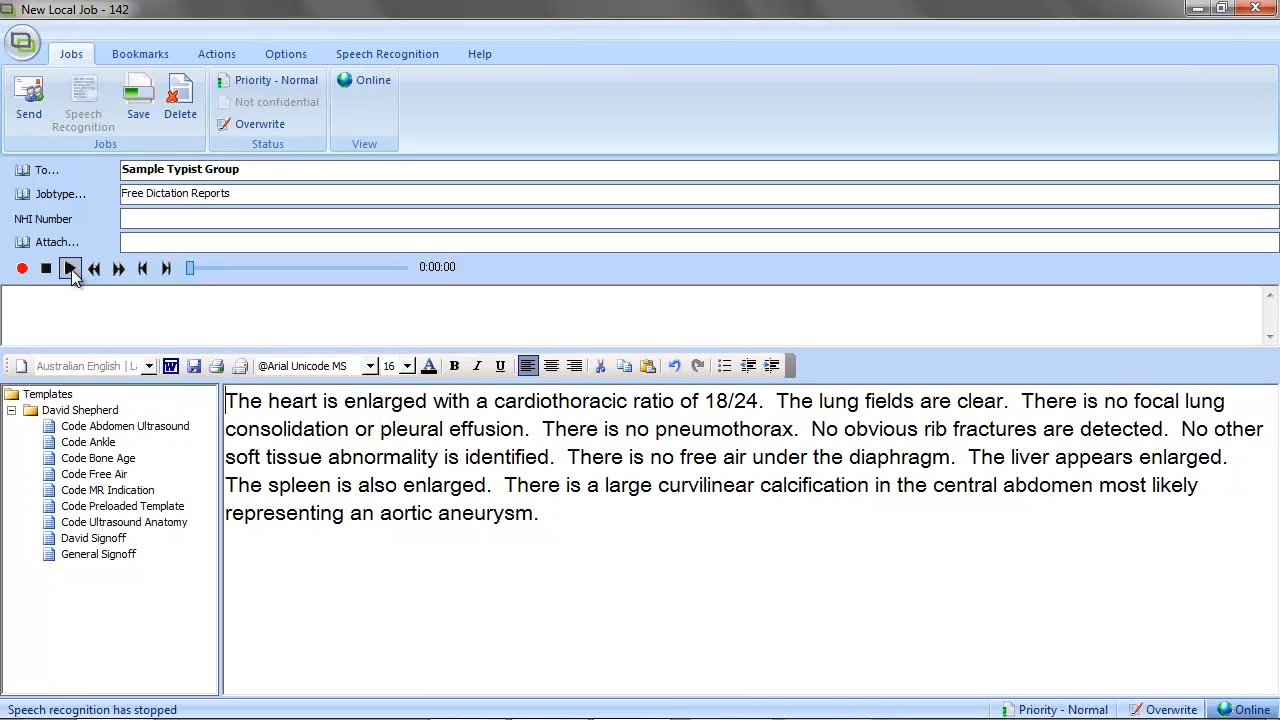 New Local Job - 142
Jobs Bookmarks Actions Options Speech Recognition Help
Send Speech Recognition Save Delete
Jobs
Priority - Normal
Not confidential
Overwrite
Status
Online
View
To... Sample Typist Group
Jobtype... Free Dictation Reports
NHI Number
Attach...
0:00:00
Australian English | @Arial Unicode MS 16 A B I U
Templates
David Shepherd
Code Abdomen Ultrasound
Code Ankle
Code Bone Age
Code Free Air
Code MR Indication
Code Preloaded Template
Code Ultrasound Anatomy
David Signoff
General Signoff
The heart is enlarged with a cardiothoracic ratio of 18/24. The lung fields are clear. There is no focal lung
consolidation or pleural effusion. There is no pneumothorax. No obvious rib fractures are detected. No other
soft tissue abnormality is identified. There is no free air under the diaphragm. The liver appears enlarged.
The spleen is also enlarged. There is a large curvilinear calcification in the central abdomen most likely
representing an aortic aneurysm.
Speech recognition has stopped Priority - Normal Overwrite Online